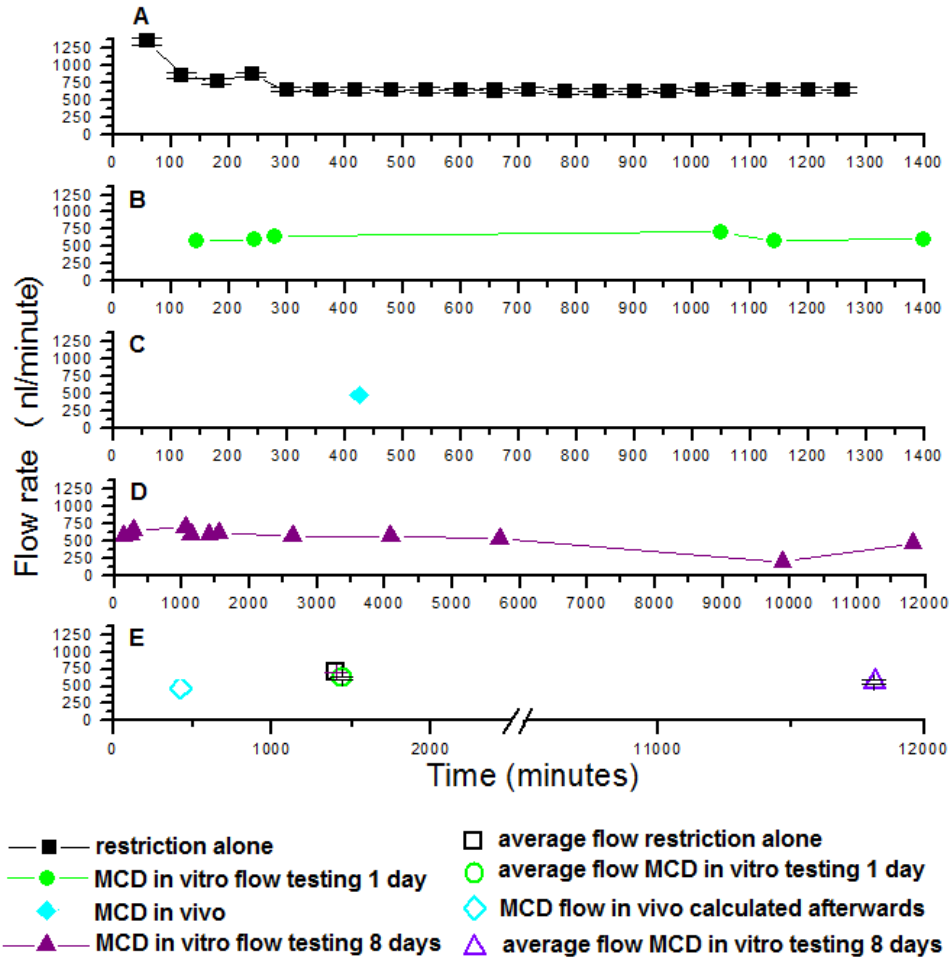 A
1250
1000
750
500
250
0
0 100 200 300 400 500 600 700 800 900 1000 1100 1200 1300 1400
B
1250
1000
750
500
250
0
0 100 200 300 400 500 600 700 800 900 1000 1100 1200 1300 1400
C
1250
1000
750
500
250
0
0 100 200 300 400 500 600 700 800 900 1000 1100 1200 1300 1400
D
1250
1000
750
500
250
0
0 1000 2000 3000 4000 5000 6000 7000 8000 9000 10000 11000 12000
E
1250
1000
750
500
250
0
0 1000 2000 11000 12000
Flow rate ( nl/minute)
Time (minutes)
restriction alone
MCD in vitro flow testing 1 day
MCD in vivo
MCD in vitro flow testing 8 days
average flow restriction alone
average flow MCD in vitro testing 1 day
MCD flow in vivo calculated afterwards
average flow MCD in vitro testing 8 days